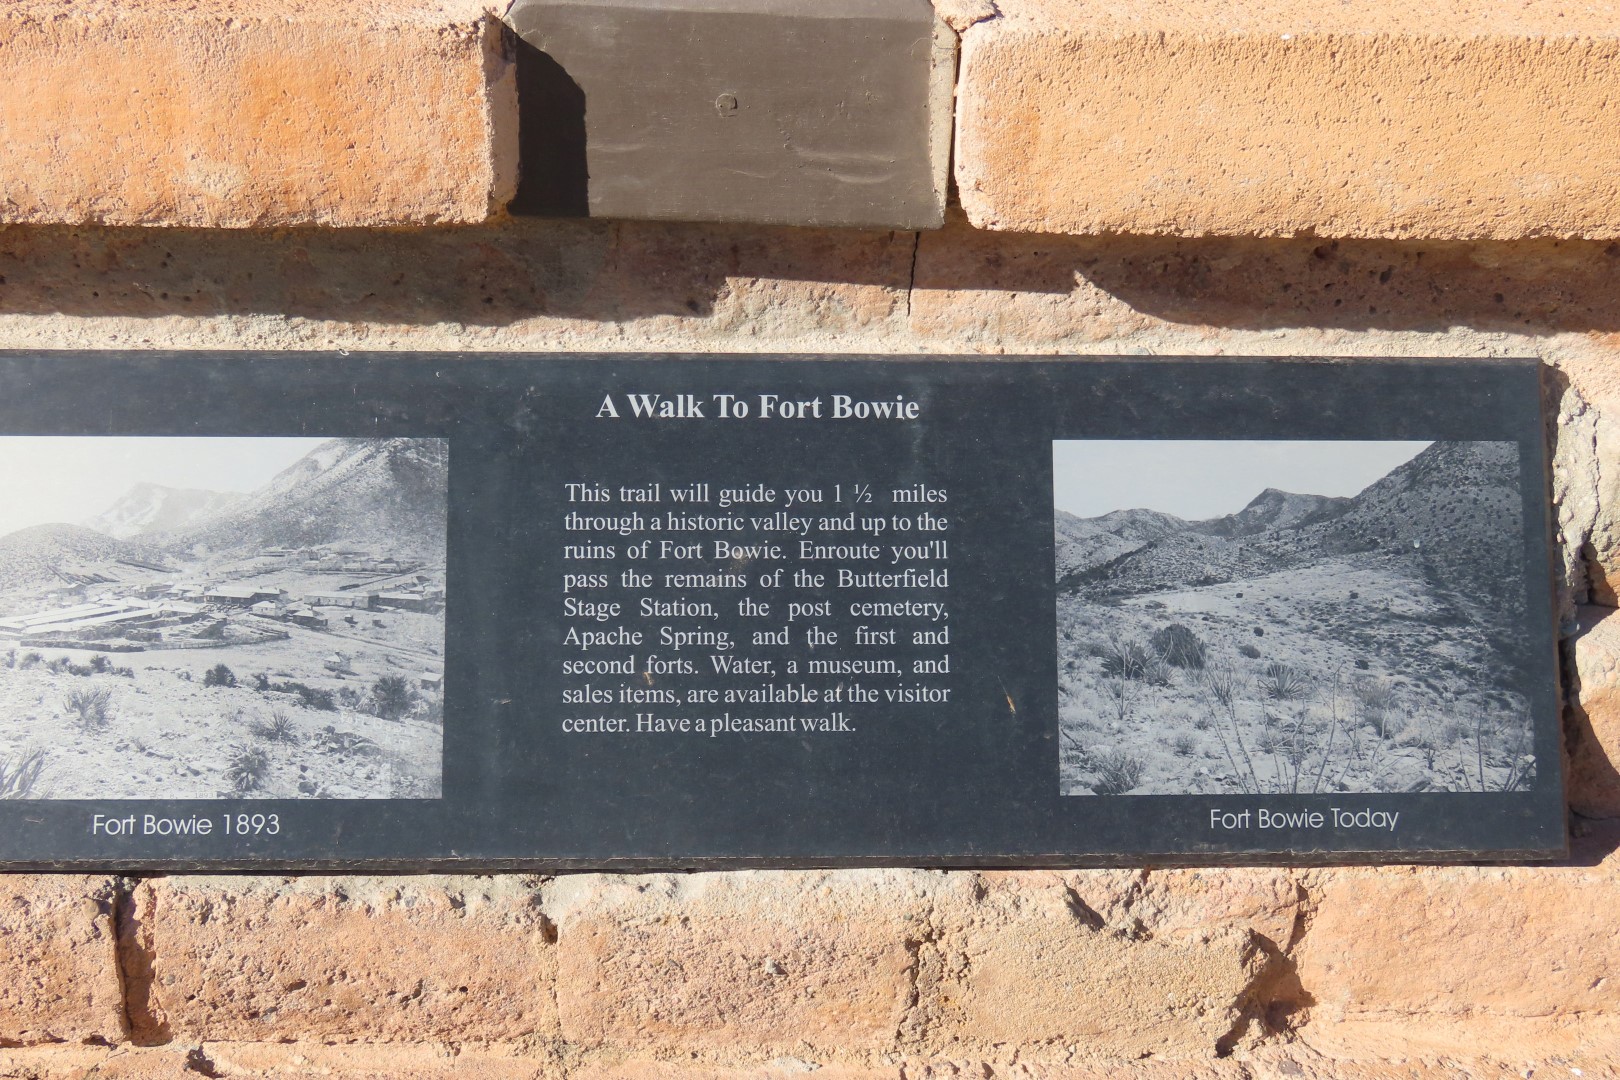 A Walk To Fort Bowie
This trail will guide you 1 ½ miles
through a historic valley and up to the
ruins of Fort Bowie. Enroute you'll
pass the remains of the Butterfield
Stage Station, the post cemetery,
Apache Spring, and the first and
second forts. Water, a museum, and
sales items, are available at the visitor
center. Have a pleasant walk.
Fort Bowie 1893
Fort Bowie Today